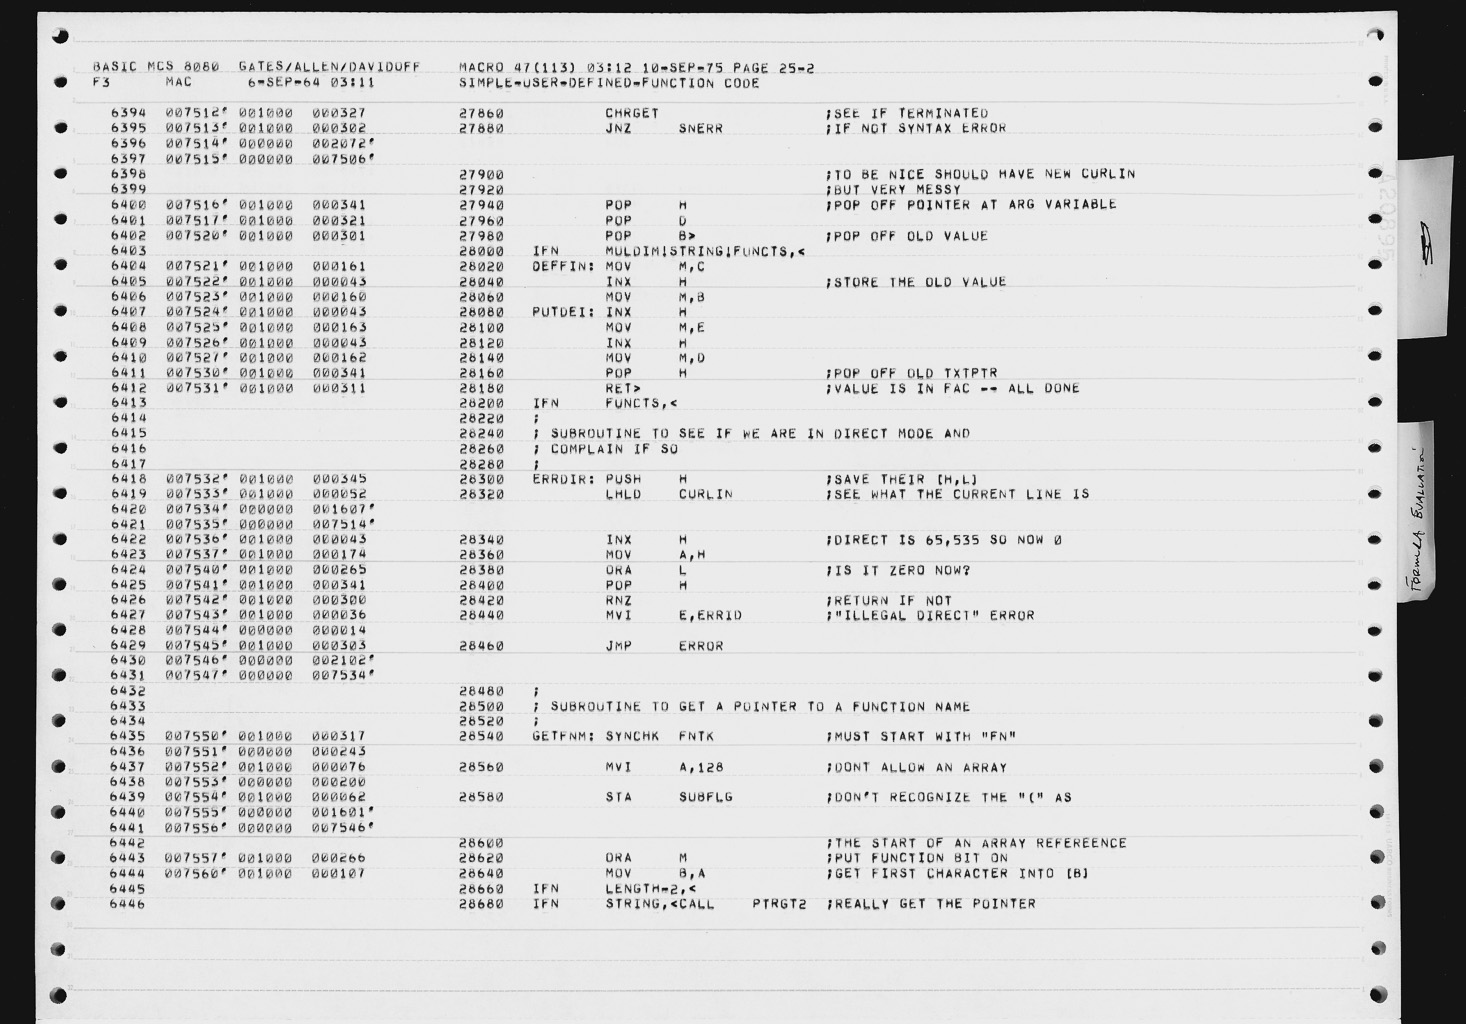 BASIC MCS 8080 GATES/ALLEN/DAVIDOFF MACRO 47(113) 03:12 10-SEP-75 PAGE 25-2
F3 MAC 6-SEP-64 03:11 SIMPLE-USER-DEFINED-FUNCTION CODE
6394 007512' 001000 000327 27860 CHRGET ;SEE IF TERMINATED
6395 007513' 001000 000302 27880 JNZ SNERR ;IF NOT SYNTAX ERROR
6396 007514' 000000 002072'
6397 007515' 000000 007506'
6398 27900 ;TO BE NICE SHOULD HAVE NEW CURLIN
6399 27920 ;BUT VERY MESSY
6400 007516' 001000 000341 27940 POP H ;POP OFF POINTER AT ARG VARIABLE
6401 007517' 001000 000321 27960 POP D
6402 007520' 001000 000301 27980 POP B> ;POP OFF OLD VALUE
6403 28000 IFN MULDIM!STRING!FUNCTS,<
6404 007521' 001000 000161 28020 DEFFIN: MOV M,C
6405 007522' 001000 000043 28040 INX H ;STORE THE OLD VALUE
6406 007523' 001000 000160 28060 MOV M,B
6407 007524' 001000 000043 28080 PUTDEI: INX H
6408 007525' 001000 000163 28100 MOV M,E
6409 007526' 001000 000043 28120 INX H
6410 007527' 001000 000162 28140 MOV M,D
6411 007530' 001000 000341 28160 POP H ;POP OFF OLD TXTPTR
6412 007531' 001000 000311 28180 RET> ;VALUE IS IN FAC -- ALL DONE
6413 28200 IFN FUNCTS,<
6414 28220 ;
6415 28240 ; SUBROUTINE TO SEE IF WE ARE IN DIRECT MODE AND
6416 28260 ; COMPLAIN IF SO
6417 28280 ;
6418 007532' 001000 000345 28300 ERRDIR: PUSH H ;SAVE THEIR [H,L]
6419 007533' 001000 000052 28320 LHLD CURLIN ;SEE WHAT THE CURRENT LINE IS
6420 007534' 000000 001607'
6421 007535' 000000 007514'
6422 007536' 001000 000043 28340 INX H ;DIRECT IS 65,535 SO NOW 0
6423 007537' 001000 000174 28360 MOV A,H
6424 007540' 001000 000265 28380 ORA L ;IS IT ZERO NOW?
6425 007541' 001000 000341 28400 POP H
6426 007542' 001000 000300 28420 RNZ ;RETURN IF NOT
6427 007543' 001000 000036 28440 MVI E,ERRID ;"ILLEGAL DIRECT" ERROR
6428 007544' 000000 000014
6429 007545' 001000 000303 28460 JMP ERROR
6430 007546' 000000 002102'
6431 007547' 000000 007534'
6432 28480 ;
6433 28500 ; SUBROUTINE TO GET A POINTER TO A FUNCTION NAME
6434 28520 ;
6435 007550' 001000 000317 28540 GETFNM: SYNCHK FNTK ;MUST START WITH "FN"
6436 007551' 000000 000243
6437 007552' 001000 000076 28560 MVI A,128 ;DONT ALLOW AN ARRAY
6438 007553' 000000 000200
6439 007554' 001000 000062 28580 STA SUBFLG ;DON'T RECOGNIZE THE "(" AS
6440 007555' 000000 001601'
6441 007556' 000000 007546'
6442 28600 ;THE START OF AN ARRAY REFEREENCE
6443 007557' 001000 000266 28620 ORA M ;PUT FUNCTION BIT ON
6444 007560' 001000 000107 28640 MOV B,A ;GET FIRST CHARACTER INTO [B]
6445 28660 IFN LENGTH-2,<
6446 28680 IFN STRING,<CALL PTRGT2 ;REALLY GET THE POINTER
FORMULA EVALUATION